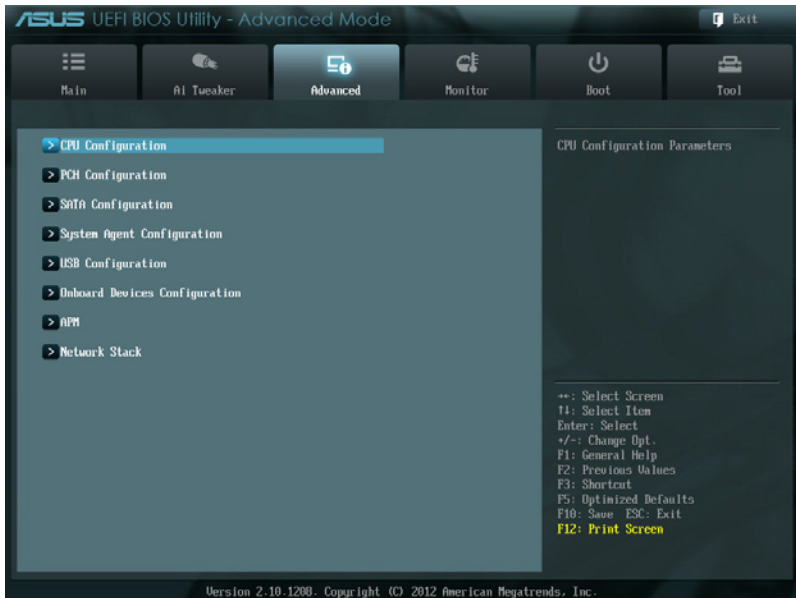 ASUS UEFI BIOS Utility - Advanced Mode
Exit
Main
Ai Tweaker
Advanced
Monitor
Boot
Tool
> CPU Configuration
> PCH Configuration
> SATA Configuration
> System Agent Configuration
> USB Configuration
> Onboard Devices Configuration
> APM
> Network Stack
CPU Configuration Parameters
→←: Select Screen
↑↓: Select Item
Enter: Select
+/-: Change Opt.
F1: General Help
F2: Previous Values
F3: Shortcut
F5: Optimized Defaults
F10: Save ESC: Exit
F12: Print Screen
Version 2.10.1208. Copyright (C) 2012 American Megatrends, Inc.